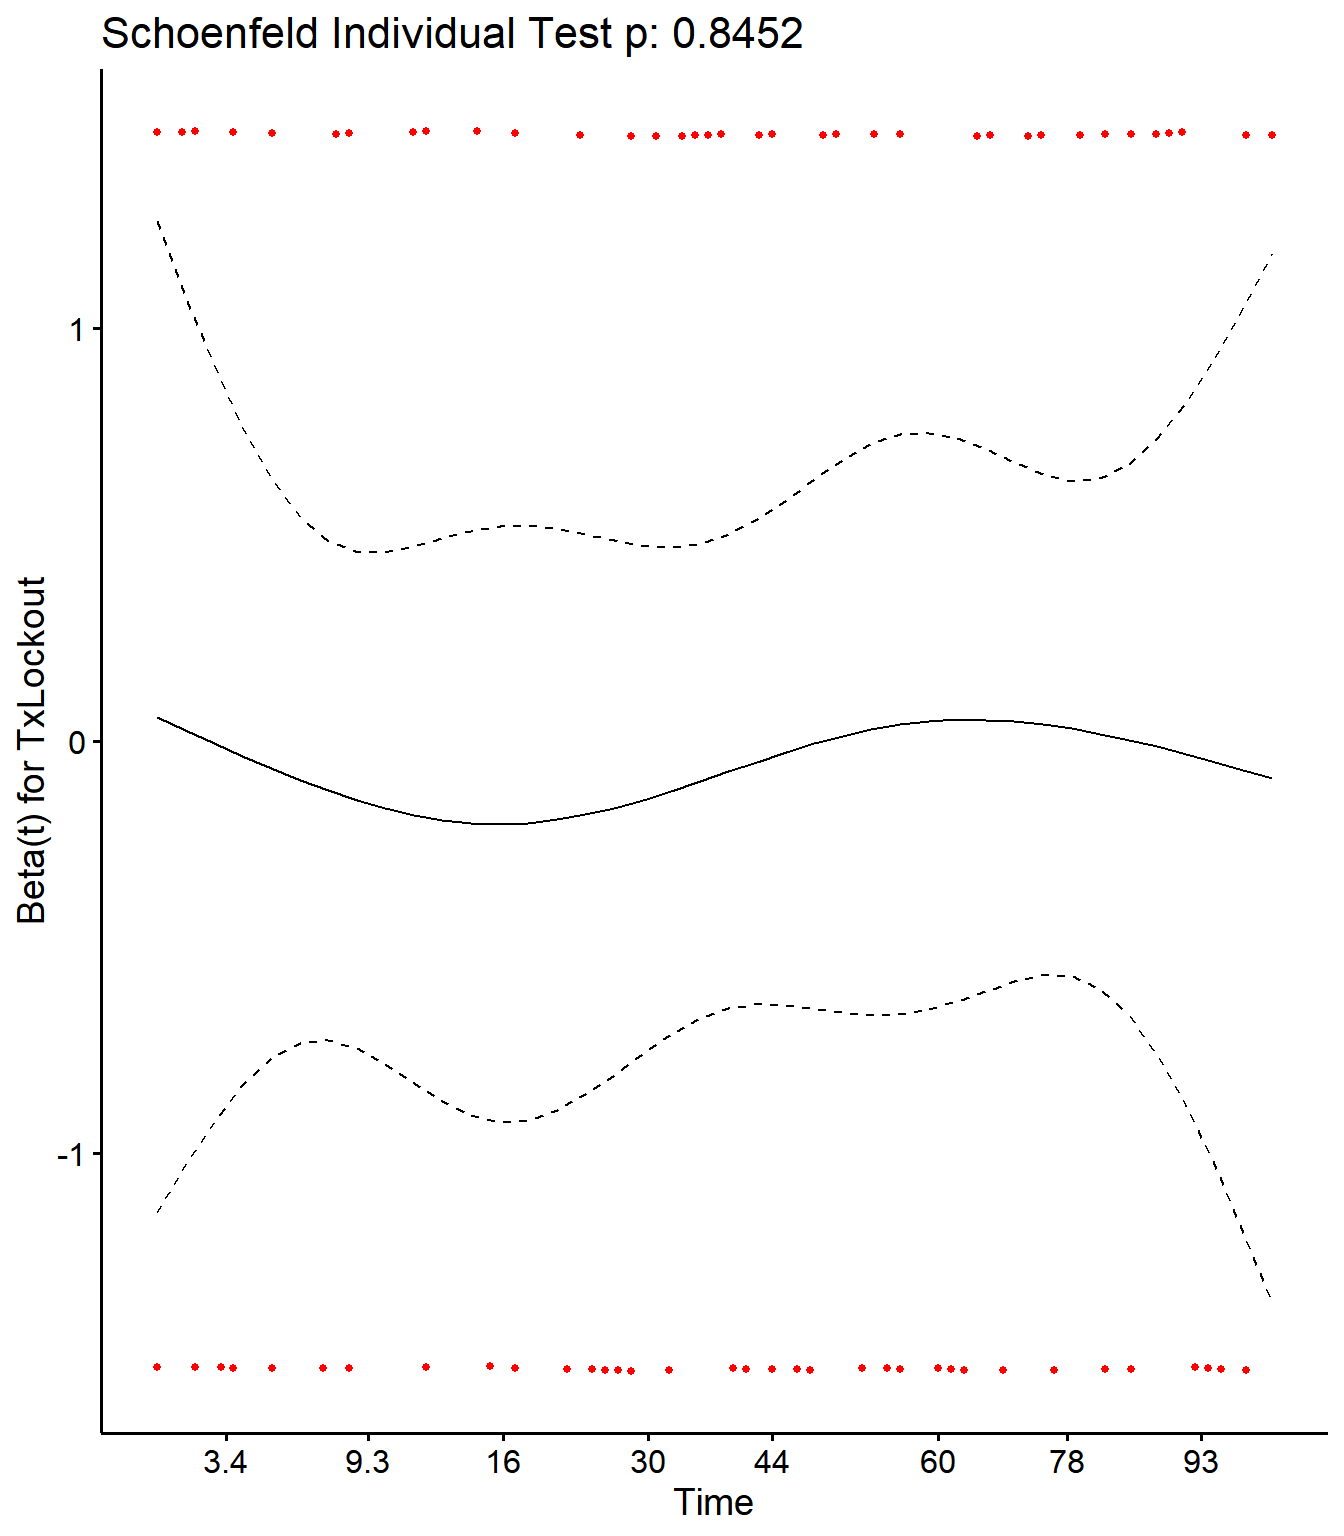 Schoenfeld Individual Test p: 0.8452
1
0
-1
Beta(t) for TxLockout
3.4 9.3 16 30 44 60 78 93
Time